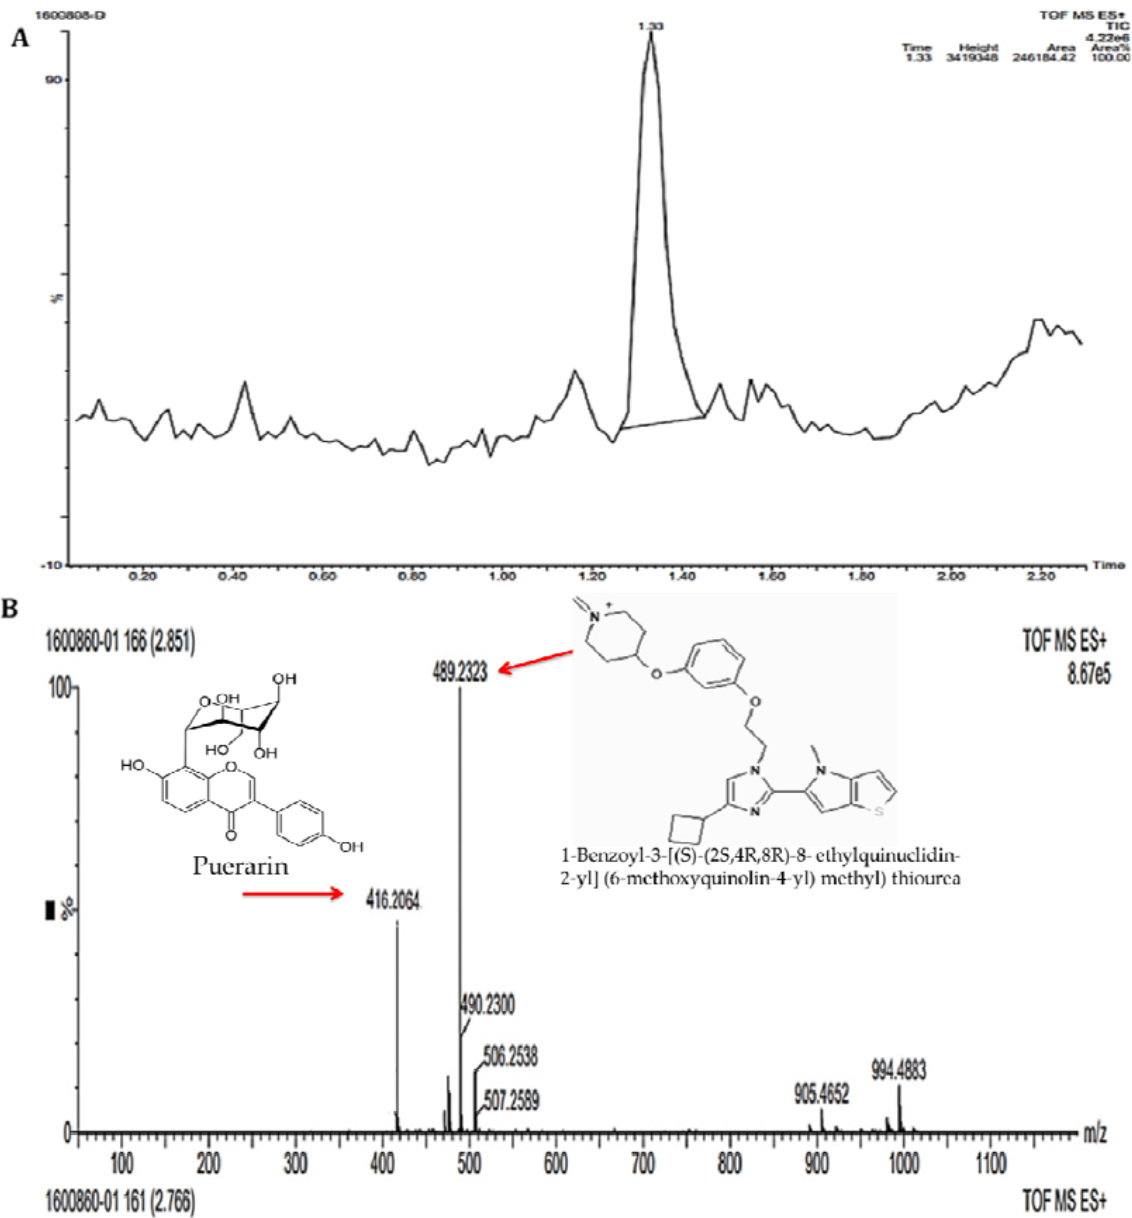 1600808-D
TOF MS ES+
TIC
4.22e6
A
1.33
Time Height Area Area%
1.33 3419348 246184.42 100.00
90
%
-10
0.20 0.40 0.60 0.80 1.00 1.20 1.40 1.60 1.80 2.00 2.20
Time
B
1600860-01 166 (2.851)
TOF MS ES+
8.67e5
100
489.2323
N
+
O
O
N
N
N
S
OH
O
OH
HO
OH
HO
O
O
OH
Puerarin
1-Benzoyl-3-[(S)-(2S,4R,8R)-8- ethylquinuclidin-
2-yl] (6-methoxyquinolin-4-yl) methyl) thiourea
416.2064
%
490.2300
506.2538
507.2589
905.4652
994.4883
0
m/z
100 200 300 400 500 600 700 800 900 1000 1100
1600860-01 161 (2.766)
TOF MS ES+